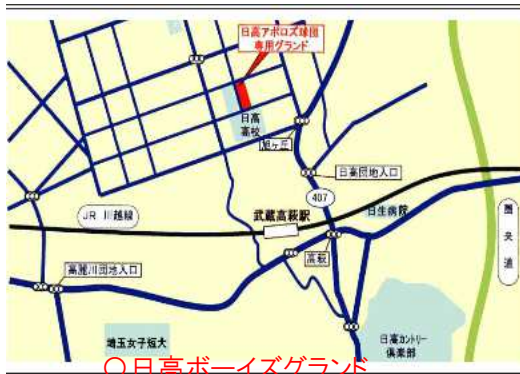 日高アポロズ球団
専用グランド
日高
高校
旭ヶ丘
日高団地入口
407
JR 川越線
武蔵高萩駅
日生病院
圏央道
高萩
高麗川団地入口
埼玉女子短大
日高カントリー
倶楽部
〇日高ボーイズグランド